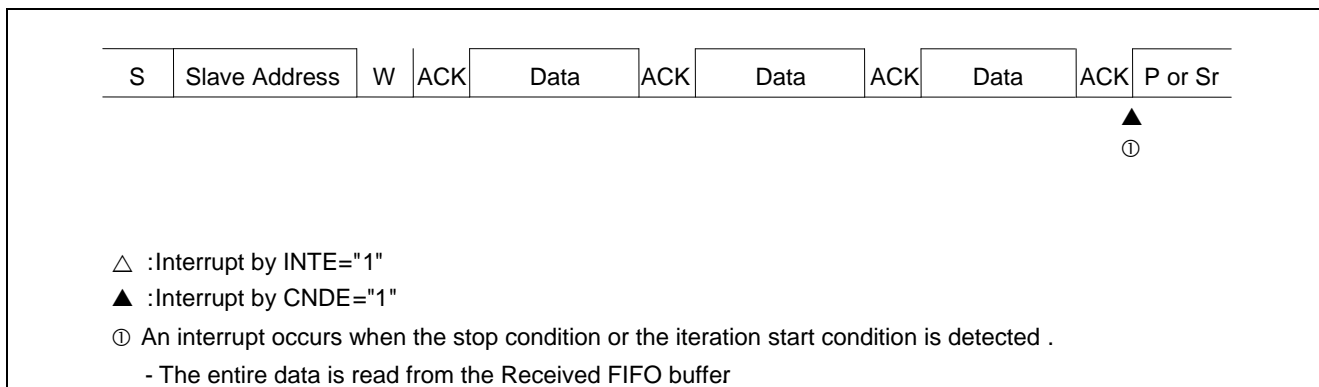 S Slave Address W ACK Data ACK Data ACK Data ACK P or Sr
▲
①
△ :Interrupt by INTE="1"
▲ :Interrupt by CNDE="1"
① An interrupt occurs when the stop condition or the iteration start condition is detected .
- The entire data is read from the Received FIFO buffer